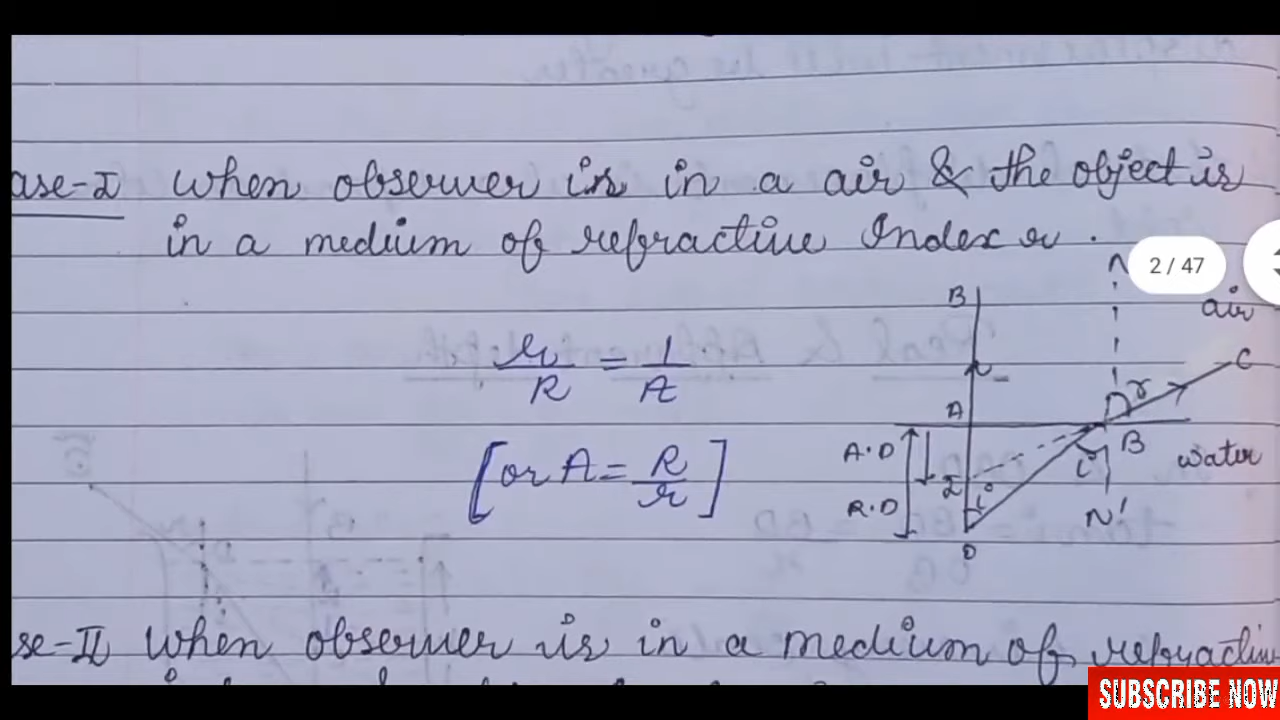 ase-I When observer is in a air & the object is
in a medium of refractive Index u .
2 / 47
N
B
air
u/R = 1/A
C
r
A
A.D
B
water
[or A = R/u]
I
i
i
R.D
N'
O
se-II When observer is in a medium of refractive
SUBSCRIBE NOW